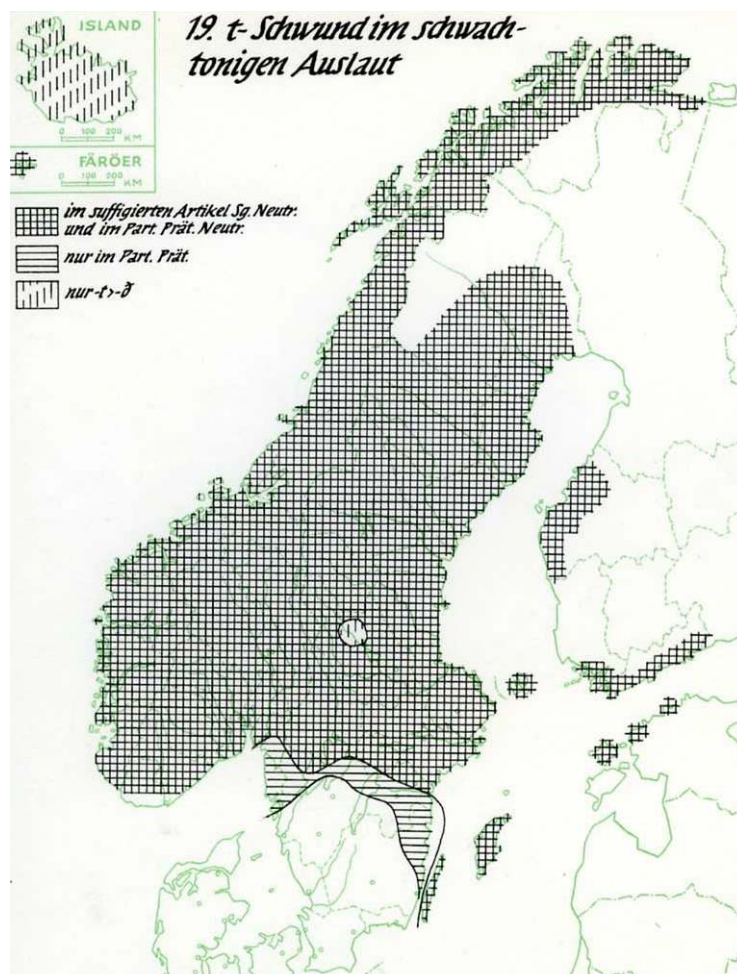 ISLAND
0 100 200
KM
FÄRÖER
0 100 200
KM
19. t-Schwund im schwach-
tonigen Auslaut
im suffigierten Artikel Sg. Neutr.
und im Part. Prät. Neutr.
nur im Part. Prät.
nur -t>-ð